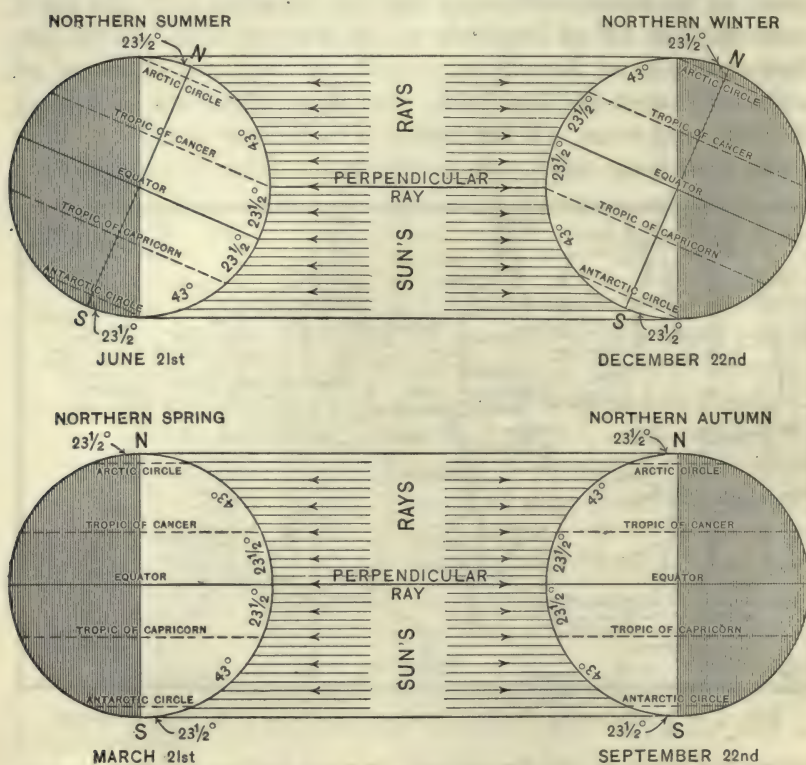 NORTHERN SUMMER
23½°
N
ARCTIC CIRCLE
43°
TROPIC OF CANCER
23½°
EQUATOR
23½°
TROPIC OF CAPRICORN
43°
ANTARCTIC CIRCLE
S
23½°
JUNE 21st
SUN'S RAYS
PERPENDICULAR
RAY
NORTHERN WINTER
23½°
N
43°
ARCTIC CIRCLE
23½°
TROPIC OF CANCER
23½°
EQUATOR
43°
TROPIC OF CAPRICORN
ANTARCTIC CIRCLE
S
23½°
DECEMBER 22nd
NORTHERN SPRING
23½°
N
ARCTIC CIRCLE
43°
TROPIC OF CANCER
23½°
EQUATOR
23½°
TROPIC OF CAPRICORN
43°
ANTARCTIC CIRCLE
S
23½°
MARCH 21st
SUN'S RAYS
PERPENDICULAR
RAY
NORTHERN AUTUMN
23½°
N
ARCTIC CIRCLE
43°
TROPIC OF CANCER
23½°
EQUATOR
23½°
TROPIC OF CAPRICORN
43°
ANTARCTIC CIRCLE
S
23½°
SEPTEMBER 22nd